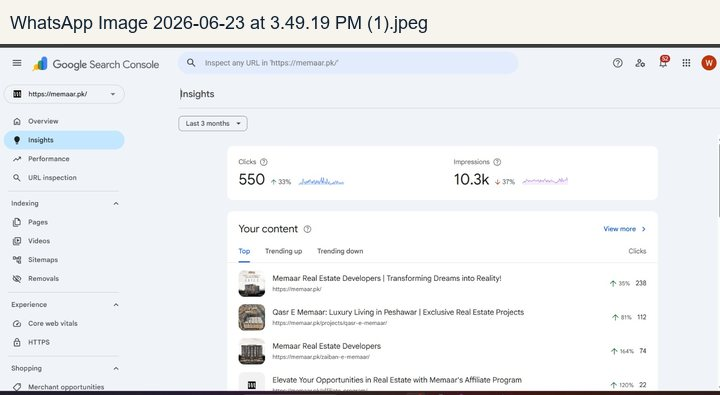 WhatsApp Image 2026-06-23 at 3.49.19 PM (1).jpeg
Google Search Console
Inspect any URL in 'https://memaar.pk/'
52
W
https://memaar.pk/
Insights
Last 3 months
Overview
Insights
Performance
URL inspection
Indexing
Pages
Videos
Sitemaps
Removals
Experience
Core web vitals
HTTPS
Shopping
Merchant opportunities
Clicks
550 33%
Impressions
10.3k 37%
Your content
View more
Top Trending up Trending down Clicks
Memaar Real Estate Developers | Transforming Dreams into Reality!
https://memaar.pk/
35% 238
Qasr E Memaar: Luxury Living in Peshawar | Exclusive Real Estate Projects
https://memaar.pk/projects/qasr-e-memaar/
81% 112
Memaar Real Estate Developers
https://memaar.pk/zaiban-e-memaar/
164% 74
Elevate Your Opportunities in Real Estate with Memaar's Affiliate Program
https://memaar.pk/affiliate-program/
120% 22